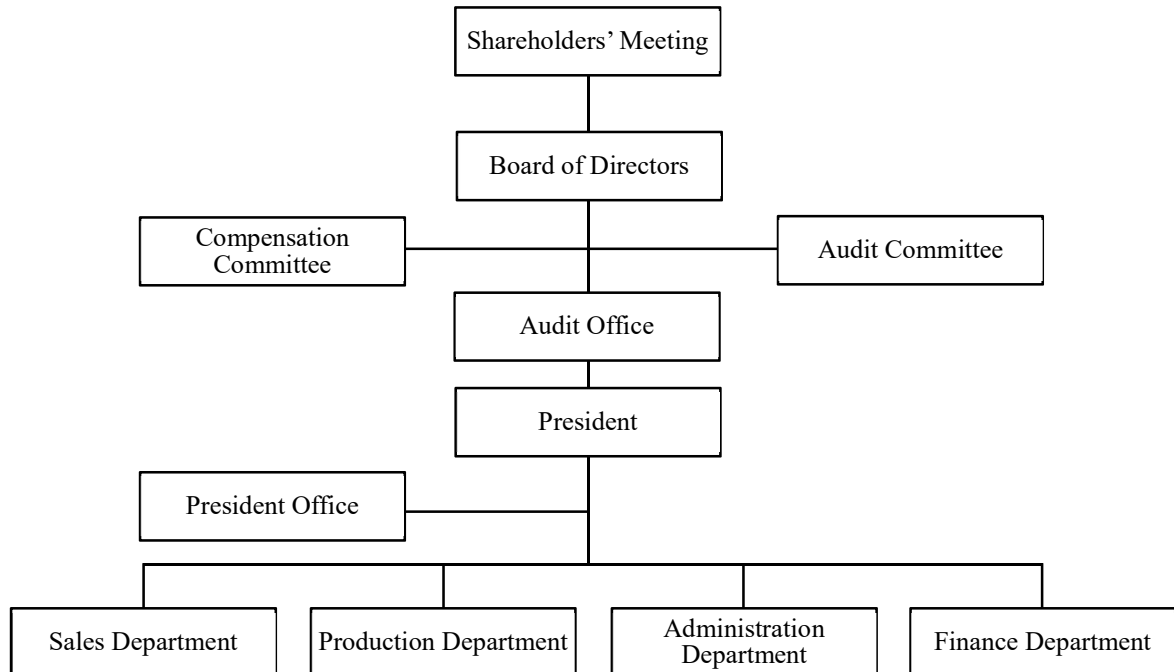 Shareholders’ Meeting
Board of Directors
Compensation
Committee
Audit Committee
Audit Office
President
President Office
Sales Department
Production Department
Administration
Department
Finance Department